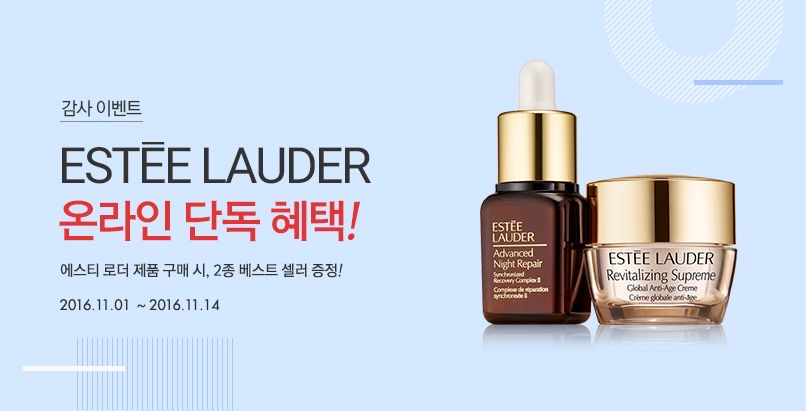 감사 이벤트
ESTĒE LAUDER
온라인 단독 혜택!
에스티 로더 제품 구매 시, 2종 베스트 셀러 증정!
2016.11.01 ~ 2016.11.14
ESTĒE
LAUDER
Advanced
Night Repair
Synchronized
Recovery Complex II
Complexe de réparation
synchronisée II
ESTĒE LAUDER
Revitalizing Supreme
Global Anti-Age Creme
Crème globale anti-âge